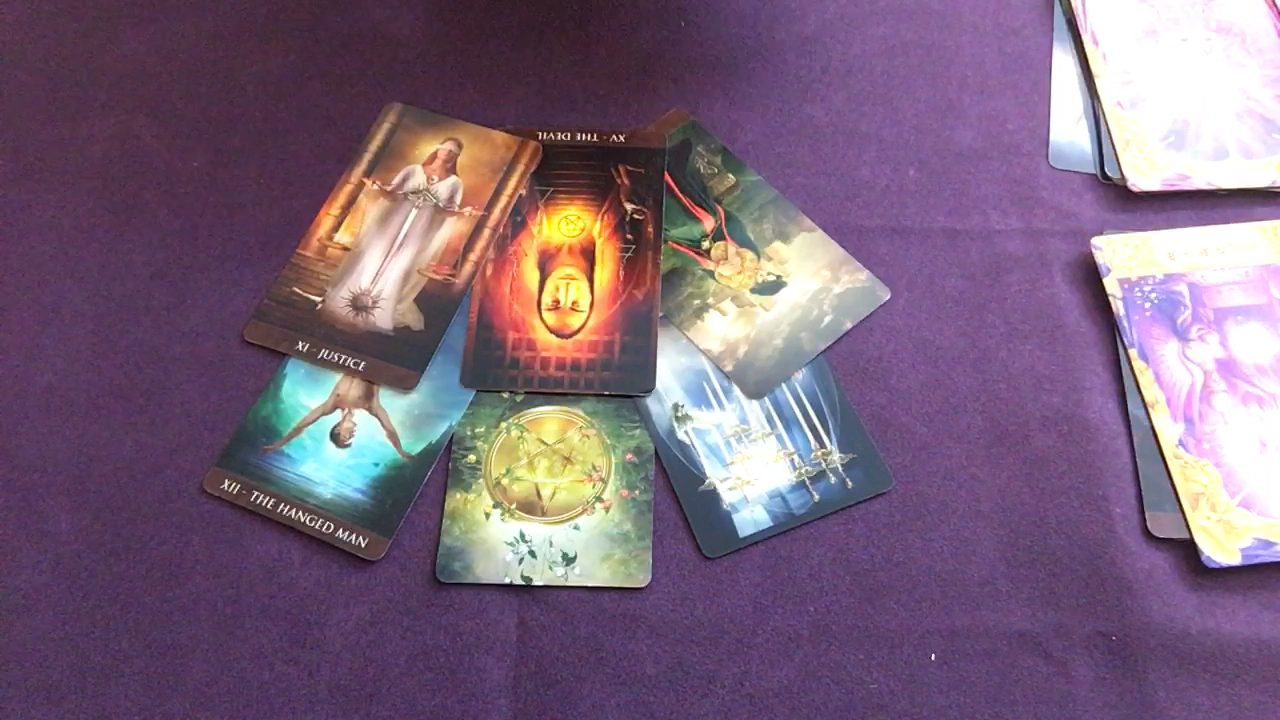 XI - JUSTICE
XV - THE DEVIL
XII - THE HANGED MAN